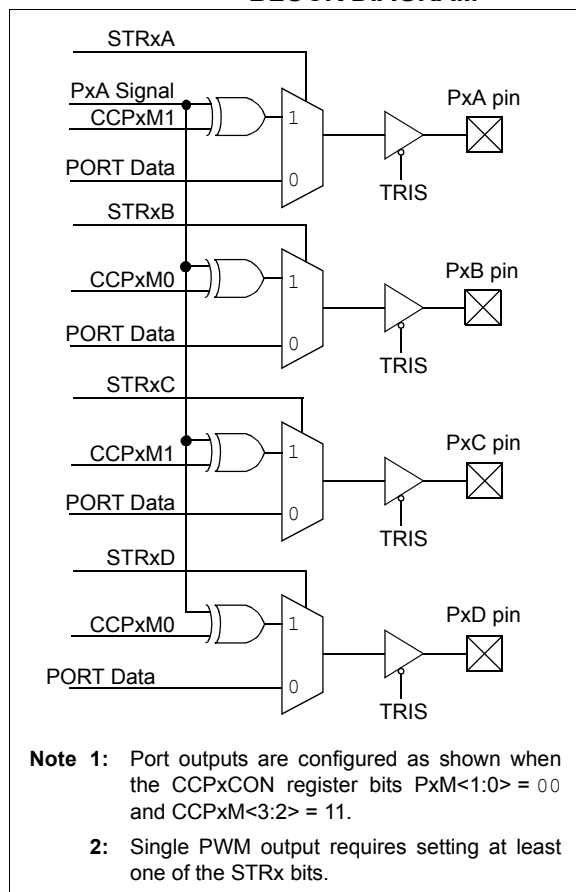 BLOCK DIAGRAM
STRxA
PxA Signal
CCPxM1
1
PORT Data
0
PxA pin
TRIS
STRxB
CCPxM0
1
PORT Data
0
PxB pin
TRIS
STRxC
CCPxM1
1
PORT Data
0
PxC pin
TRIS
STRxD
CCPxM0
1
PORT Data
0
PxD pin
TRIS
Note 1: Port outputs are configured as shown when
the CCPxCON register bits PxM<1:0> = 00
and CCPxM<3:2> = 11.
2: Single PWM output requires setting at least
one of the STRx bits.